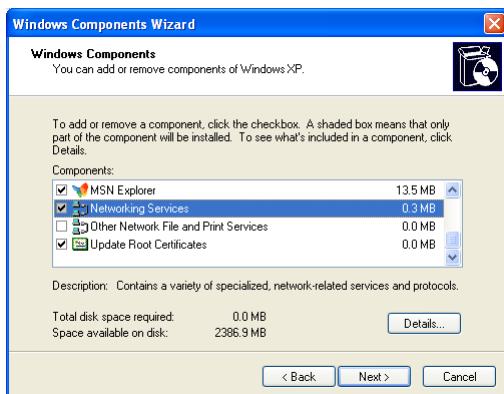 Windows Components Wizard
Windows Components
You can add or remove components of Windows XP.
To add or remove a component, click the checkbox. A shaded box means that only
part of the component will be installed. To see what's included in a component, click
Details.
Components:
MSN Explorer 13.5 MB
Networking Services 0.3 MB
Other Network File and Print Services 0.0 MB
Update Root Certificates 0.0 MB
Description: Contains a variety of specialized, network-related services and protocols.
Total disk space required: 0.0 MB
Space available on disk: 2386.9 MB
Details...
< Back Next > Cancel